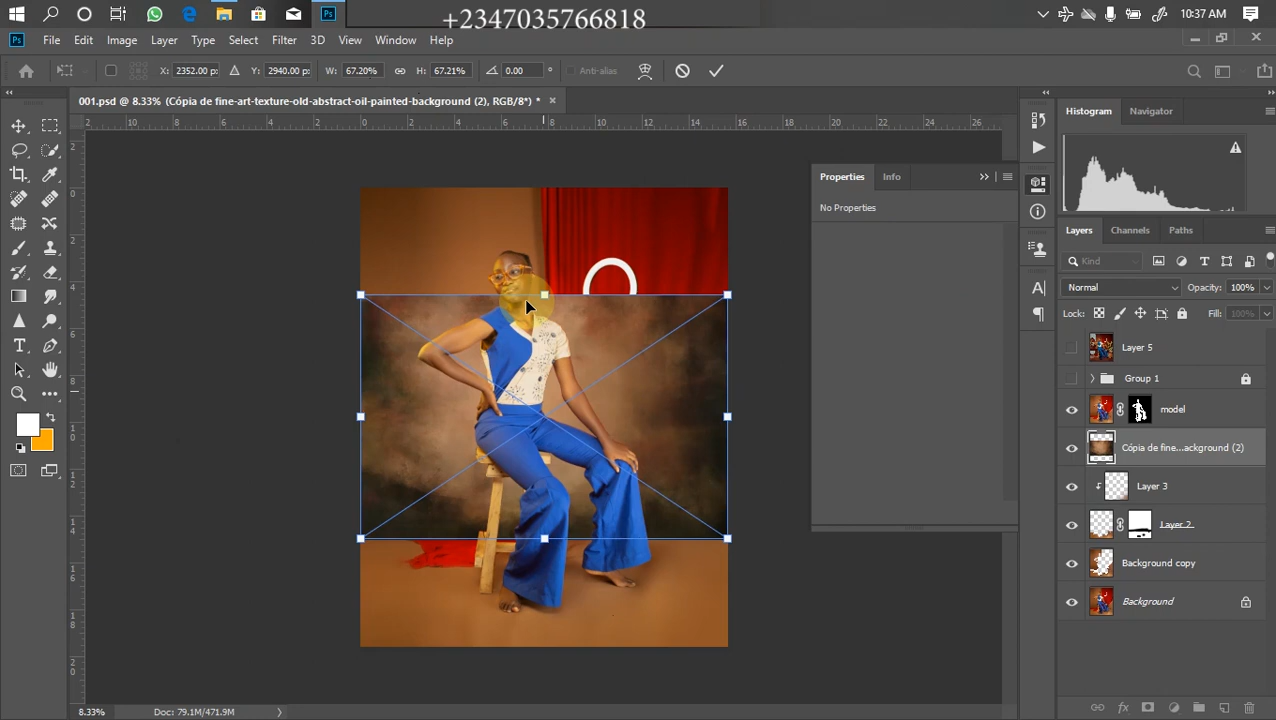 +2347035766818
10:37 AM
Ps
File Edit Image Layer Type Select Filter 3D View Window Help
X: 2352.00 px Y: 2940.00 px W: 67.20% H: 67.21% 0.00 ° Anti-alias
001.psd @ 8.33% (Cópia de fine-art-texture-old-abstract-oil-painted-background (2), RGB/8*) *
Histogram Navigator
Properties Info
No Properties
Layers Channels Paths
Kind
Normal Opacity: 100%
Lock: Fill: 100%
Layer 5
Group 1
model
Cópia de fine...ackground (2)
Layer 3
Layer 2
Background copy
Background
8.33% Doc: 79.1M/471.9M